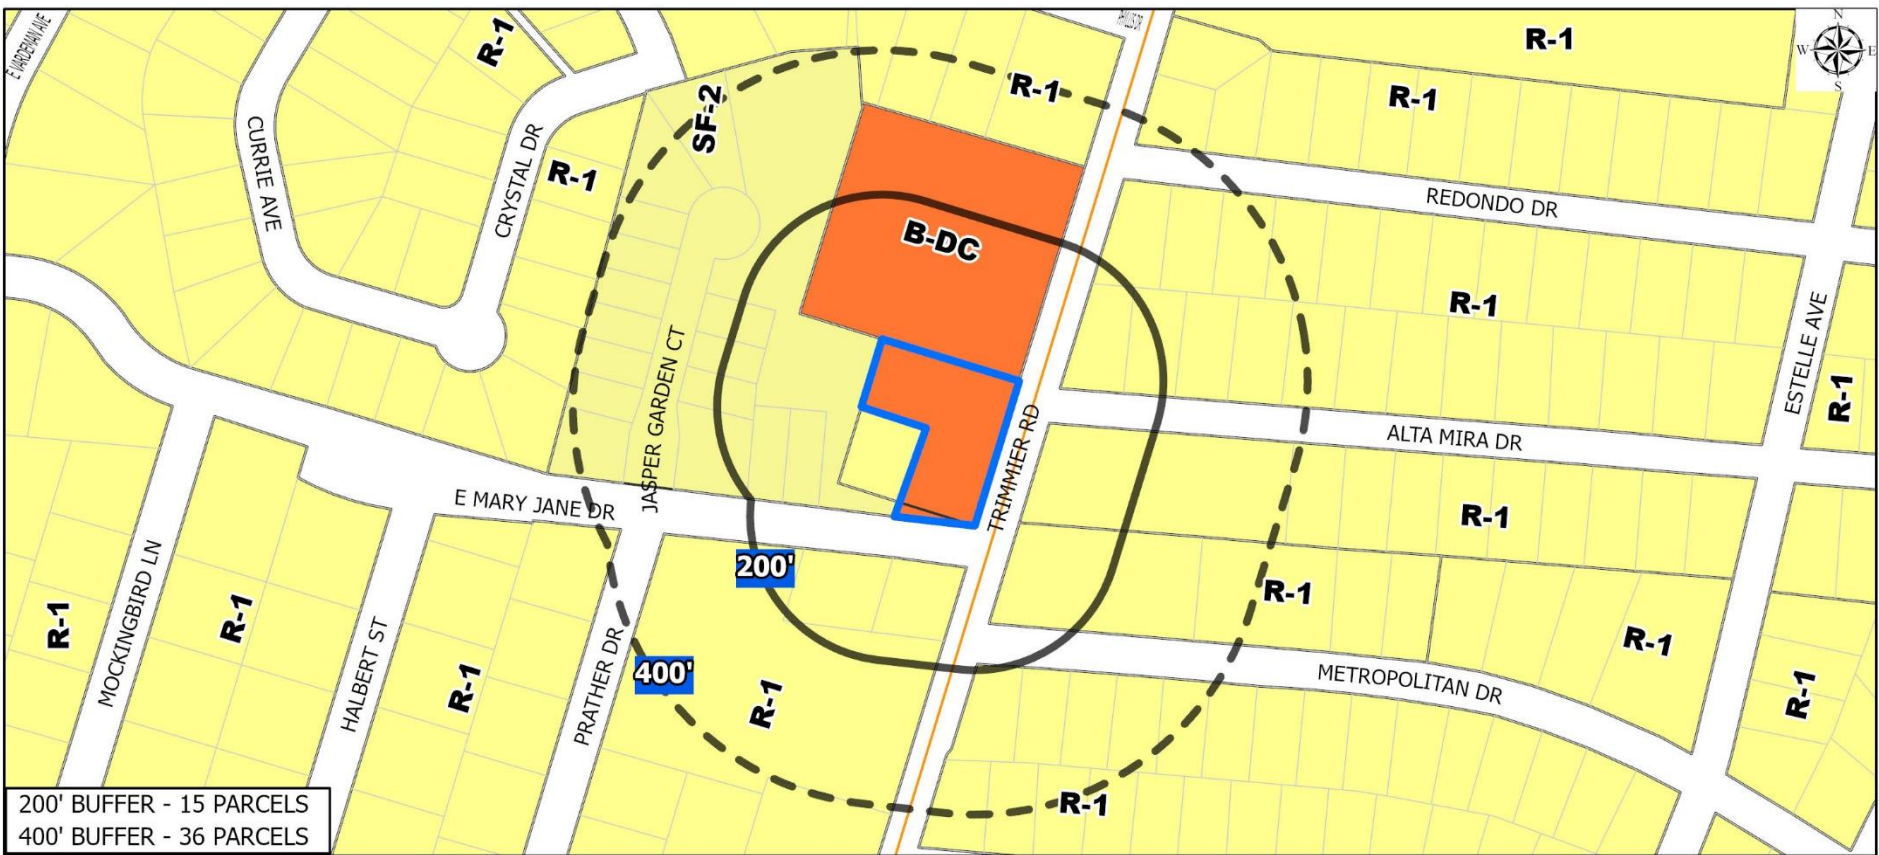 E VARDEMAN AVE
R-1
R-1
N
W
E
S
R-1
R-1
SF-2
CURRIE AVE
CRYSTAL DR
R-1
REDONDO DR
B-DC
R-1
ESTELLE AVE
JASPER GARDEN CT
R-1
TRIMMIER RD
ALTA MIRA DR
E MARY JANE DR
R-1
200'
R-1
MOCKINGBIRD LN
R-1
R-1
HALBERT ST
R-1
PRATHER DR
400'
R-1
R-1
METROPOLITAN DR
R-1
R-1
200' BUFFER - 15 PARCELS
400' BUFFER - 36 PARCELS